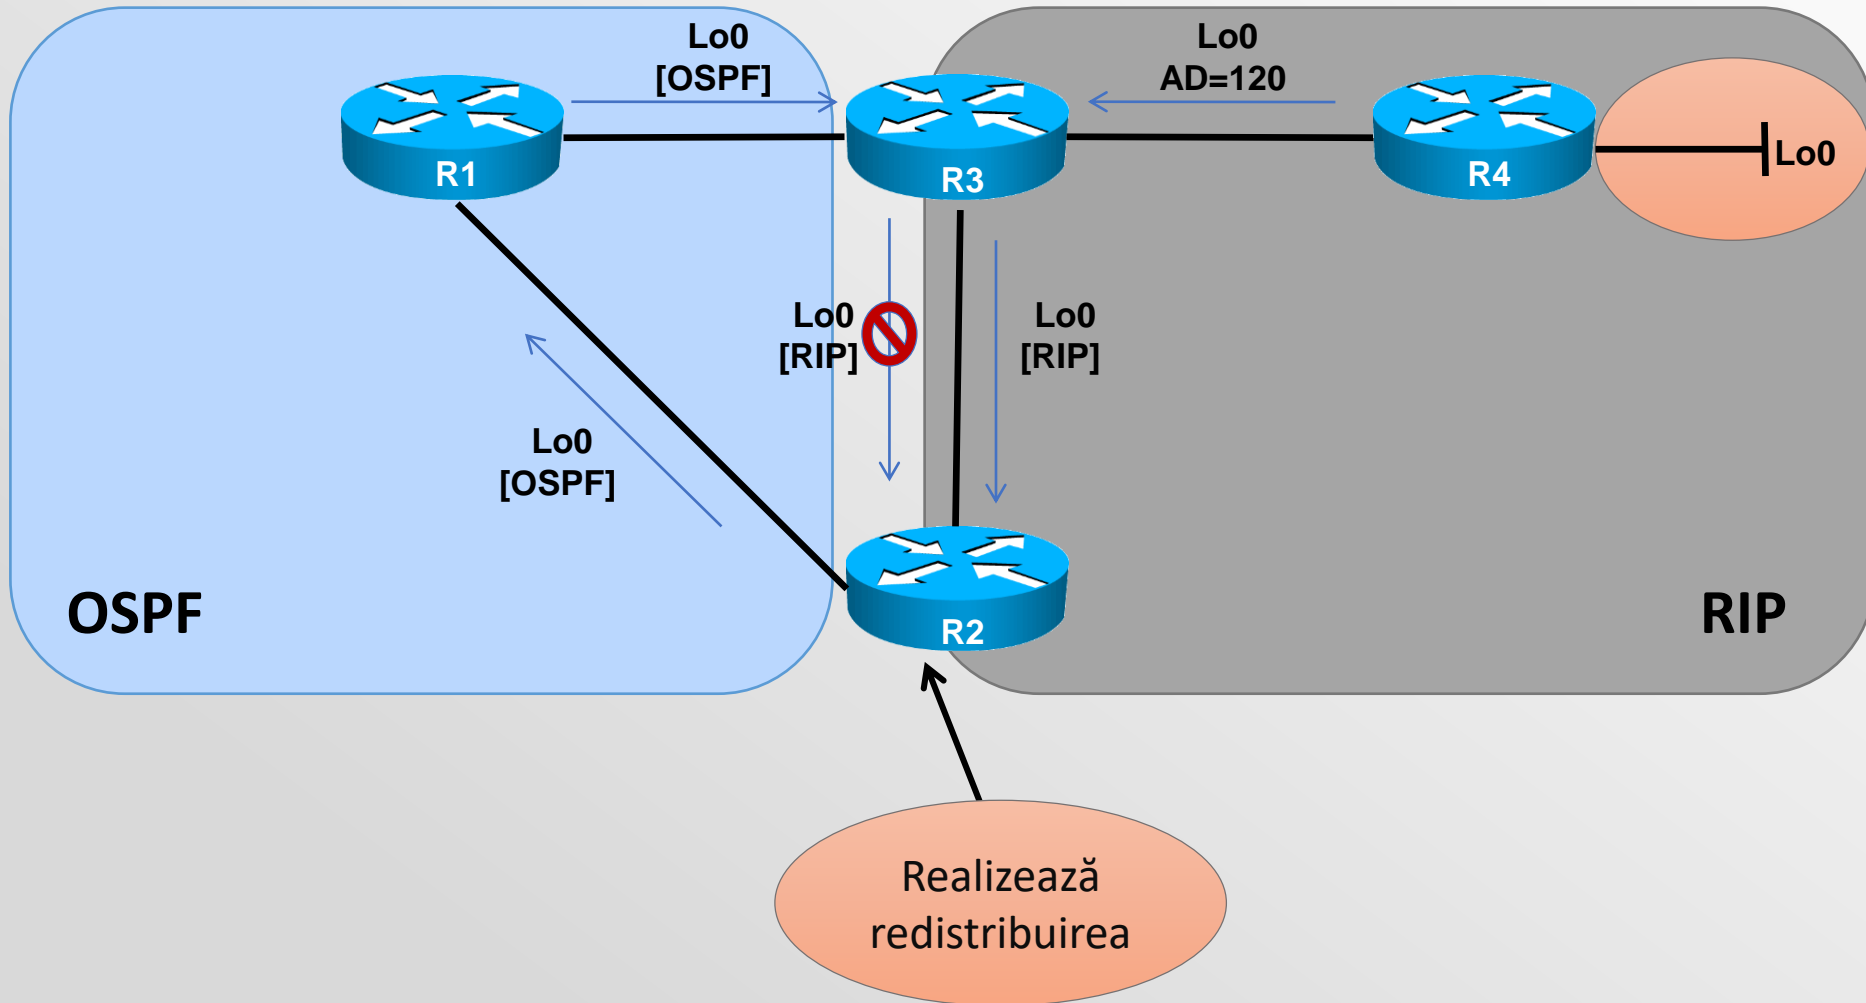 Lo0
[OSPF]
Lo0
AD=120
R1
R3
R4
Lo0
Lo0
[RIP]
Lo0
[RIP]
Lo0
[OSPF]
OSPF
RIP
R2
Realizează
redistribuirea